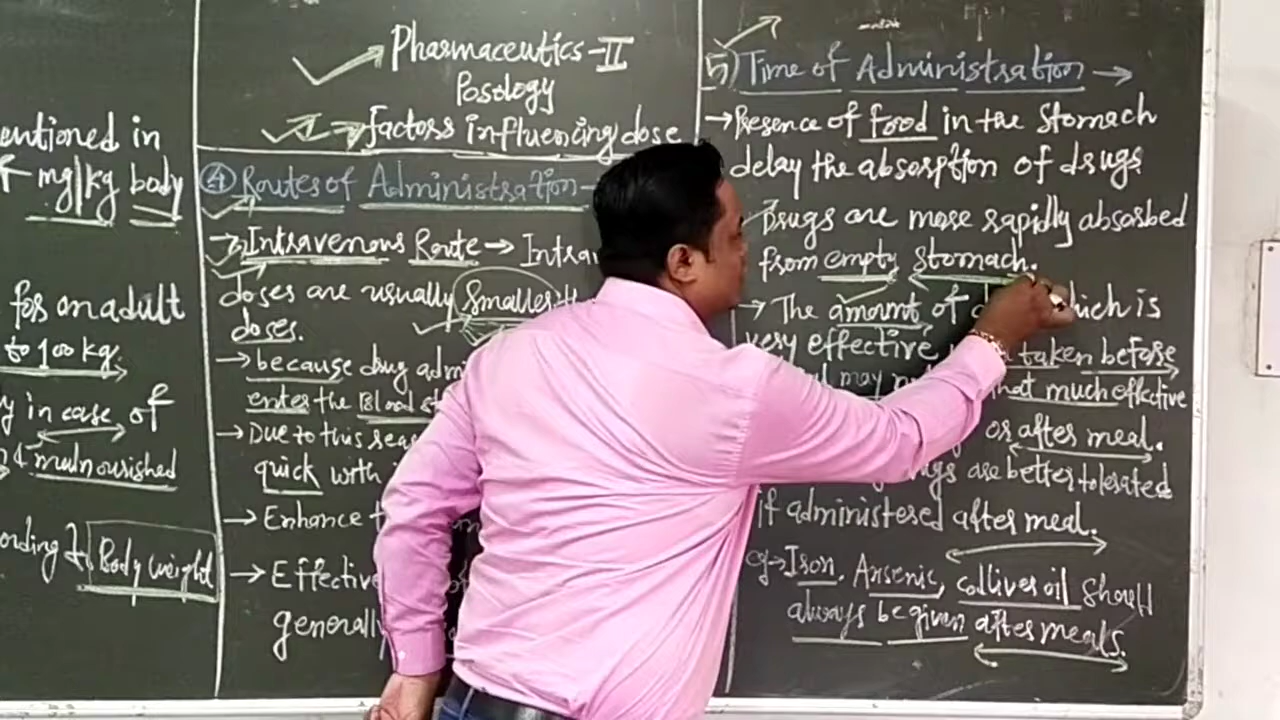 entioned in
mg/kg body
for an adult
to 100 kg.
y in case of
malnourished
ording to Body weight
Pharmaceutics-II
Posology
Factors influencing dose
④ Routes of Administration-
Intravenous Route → Intra
doses are usually Smaller th
doses.
→ because drug adm
enter the Blood st
→ Due to this reas
quick with i
→ Enhance t
→ Effective
generally
5) Time of Administration →
→ Presence of food in the Stomach
delay the absorption of drugs.
Drugs are more rapidly absorbed
from empty stomach.
→ The amount of which is
very effective, taken before
may that much effective
or after meal.
are better tolerated
if administered after meal.
eg→ Iron, Arsenic, codliver oil should
always be given after meals.